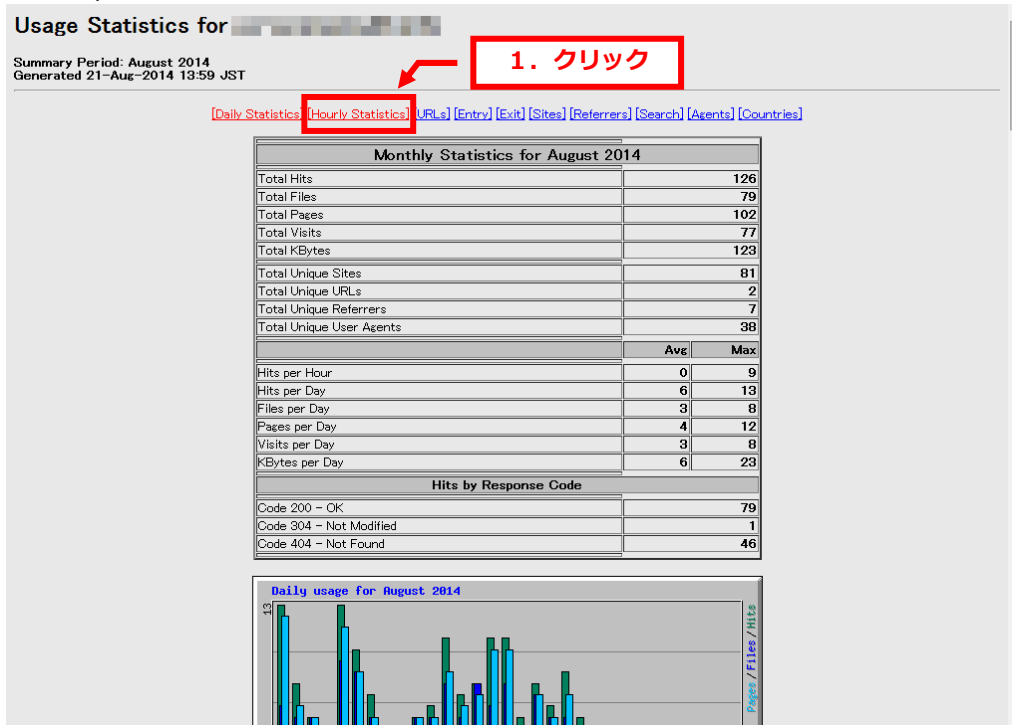 Usage Statistics for
Summary Period: August 2014
Generated 21-Aug-2014 13:59 JST
1. クリック
[Daily Statistics] [Hourly Statistics] [URLs] [Entry] [Exit] [Sites] [Referrers] [Search] [Agents] [Countries]
Monthly Statistics for August 2014
Total Hits 126
Total Files 79
Total Pages 102
Total Visits 77
Total KBytes 123
Total Unique Sites 81
Total Unique URLs 2
Total Unique Referrers 7
Total Unique User Agents 38
Avg Max
Hits per Hour 0 9
Hits per Day 6 13
Files per Day 3 8
Pages per Day 4 12
Visits per Day 3 8
KBytes per Day 6 23
Hits by Response Code
Code 200 - OK 79
Code 304 - Not Modified 1
Code 404 - Not Found 46
Daily usage for August 2014
13
Pages / Files / Hits